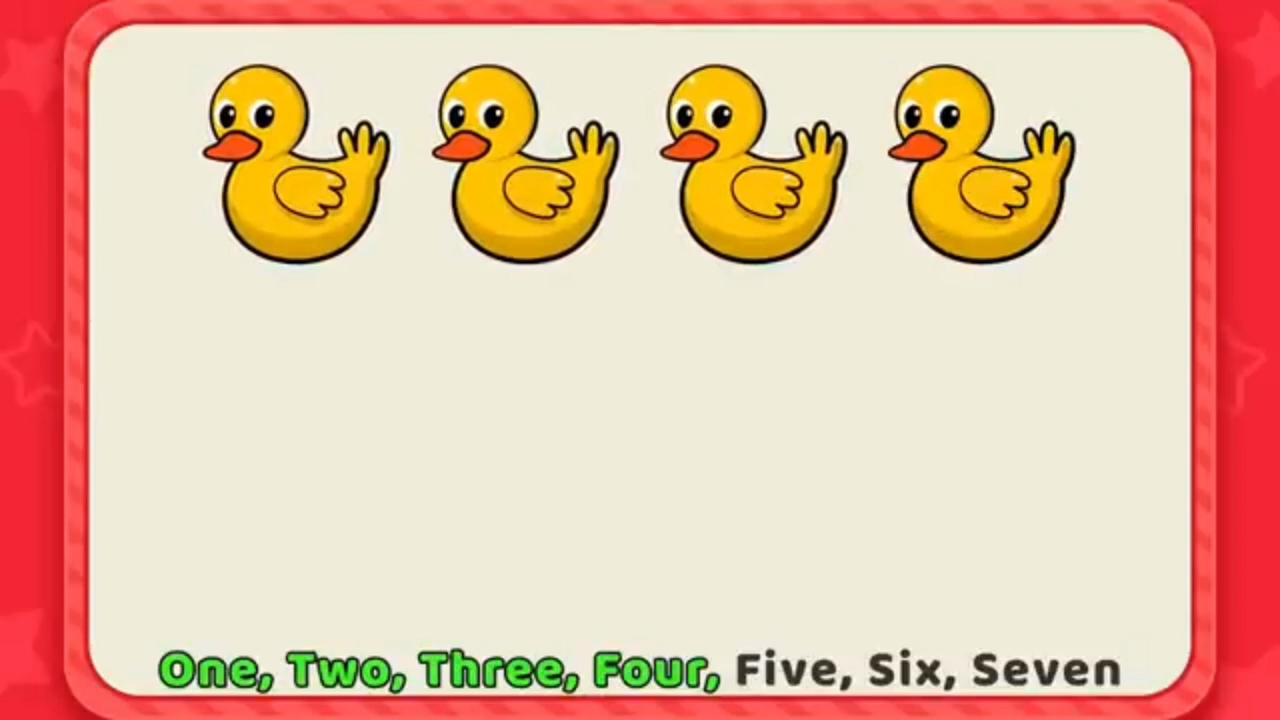 One, Two, Three, Four, Five, Six, Seven